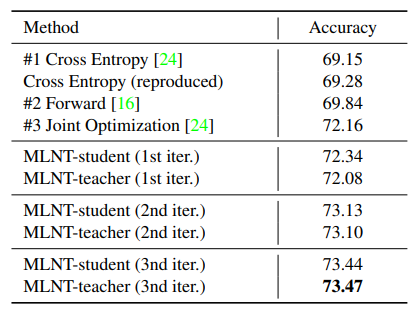 Method Accuracy
#1 Cross Entropy [24] 69.15
Cross Entropy (reproduced) 69.28
#2 Forward [16] 69.84
#3 Joint Optimization [24] 72.16
MLNT-student (1st iter.) 72.34
MLNT-teacher (1st iter.) 72.08
MLNT-student (2nd iter.) 73.13
MLNT-teacher (2nd iter.) 73.10
MLNT-student (3nd iter.) 73.44
MLNT-teacher (3nd iter.) 73.47